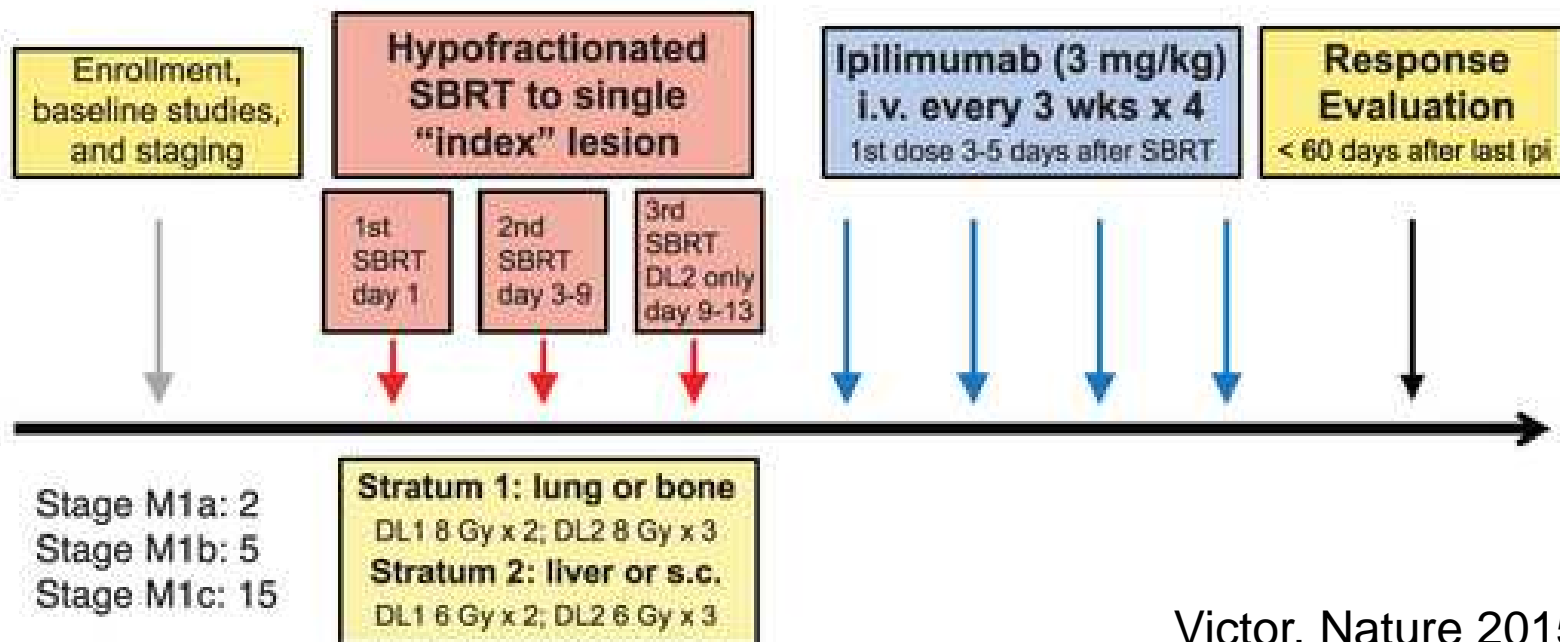 Enrollment,
baseline studies,
and staging
Hypofractionated
SBRT to single
“index” lesion
1st
SBRT
day 1
2nd
SBRT
day 3-9
3rd
SBRT
DL2 only
day 9-13
Ipilimumab (3 mg/kg)
i.v. every 3 wks x 4
1st dose 3-5 days after SBRT
Response
Evaluation
< 60 days after last ipi
Stage M1a: 2
Stage M1b: 5
Stage M1c: 15
Stratum 1: lung or bone
DL1 8 Gy x 2; DL2 8 Gy x 3
Stratum 2: liver or s.c.
DL1 6 Gy x 2; DL2 6 Gy x 3
Victor, Nature 2015